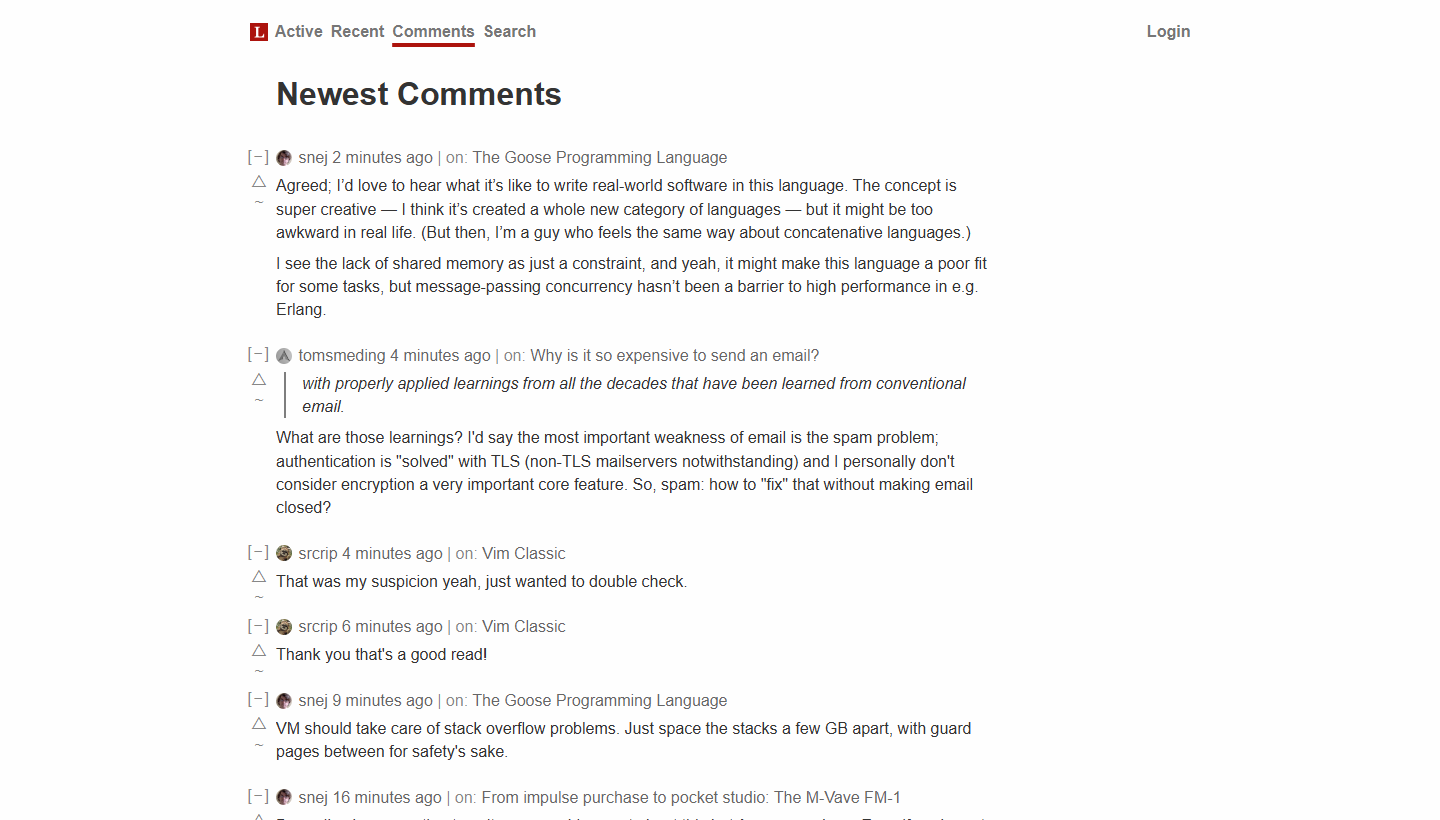 L Active Recent Comments Search Login
Newest Comments
[–] snej 2 minutes ago | on: The Goose Programming Language
Agreed; I’d love to hear what it’s like to write real-world software in this language. The concept is
~
super creative — I think it’s created a whole new category of languages — but it might be too
awkward in real life. (But then, I’m a guy who feels the same way about concatenative languages.)
I see the lack of shared memory as just a constraint, and yeah, it might make this language a poor fit
for some tasks, but message-passing concurrency hasn’t been a barrier to high performance in e.g.
Erlang.
[–] tomsmeding 4 minutes ago | on: Why is it so expensive to send an email?
with properly applied learnings from all the decades that have been learned from conventional
~
email.
What are those learnings? I'd say the most important weakness of email is the spam problem;
authentication is "solved" with TLS (non-TLS mailservers notwithstanding) and I personally don't
consider encryption a very important core feature. So, spam: how to "fix" that without making email
closed?
[–] srcrip 4 minutes ago | on: Vim Classic
That was my suspicion yeah, just wanted to double check.
~
[–] srcrip 6 minutes ago | on: Vim Classic
Thank you that's a good read!
~
[–] snej 9 minutes ago | on: The Goose Programming Language
VM should take care of stack overflow problems. Just space the stacks a few GB apart, with guard
~
pages between for safety's sake.
[–] snej 16 minutes ago | on: From impulse purchase to pocket studio: The M-Vave FM-1